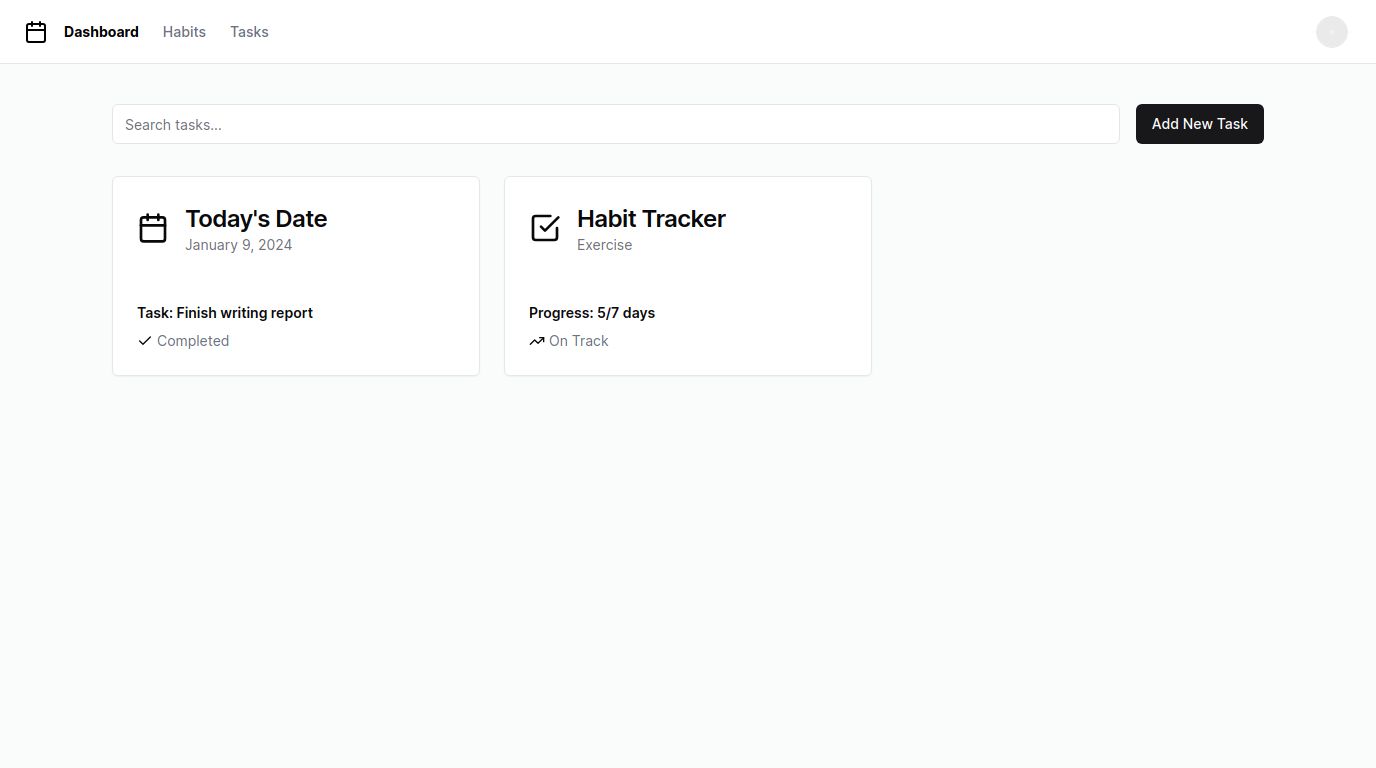 Dashboard Habits Tasks
Search tasks...
Add New Task
Today's Date
January 9, 2024
Task: Finish writing report
Completed
Habit Tracker
Exercise
Progress: 5/7 days
On Track